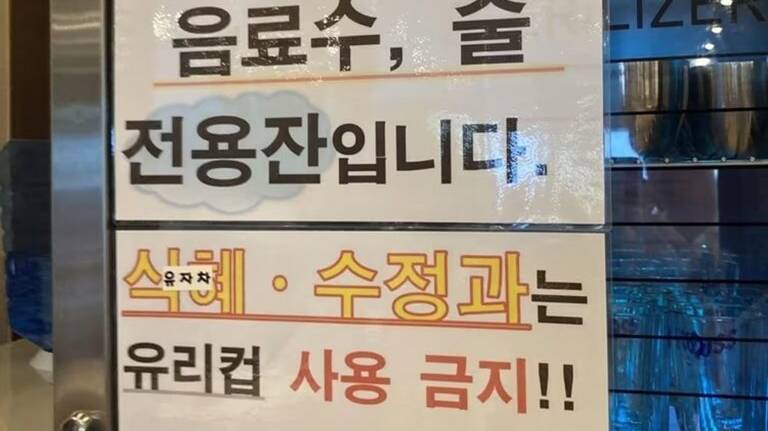 음료수, 술
전용잔입니다.
식혜 · 수정과는
유자차
유리컵 사용 금지!!